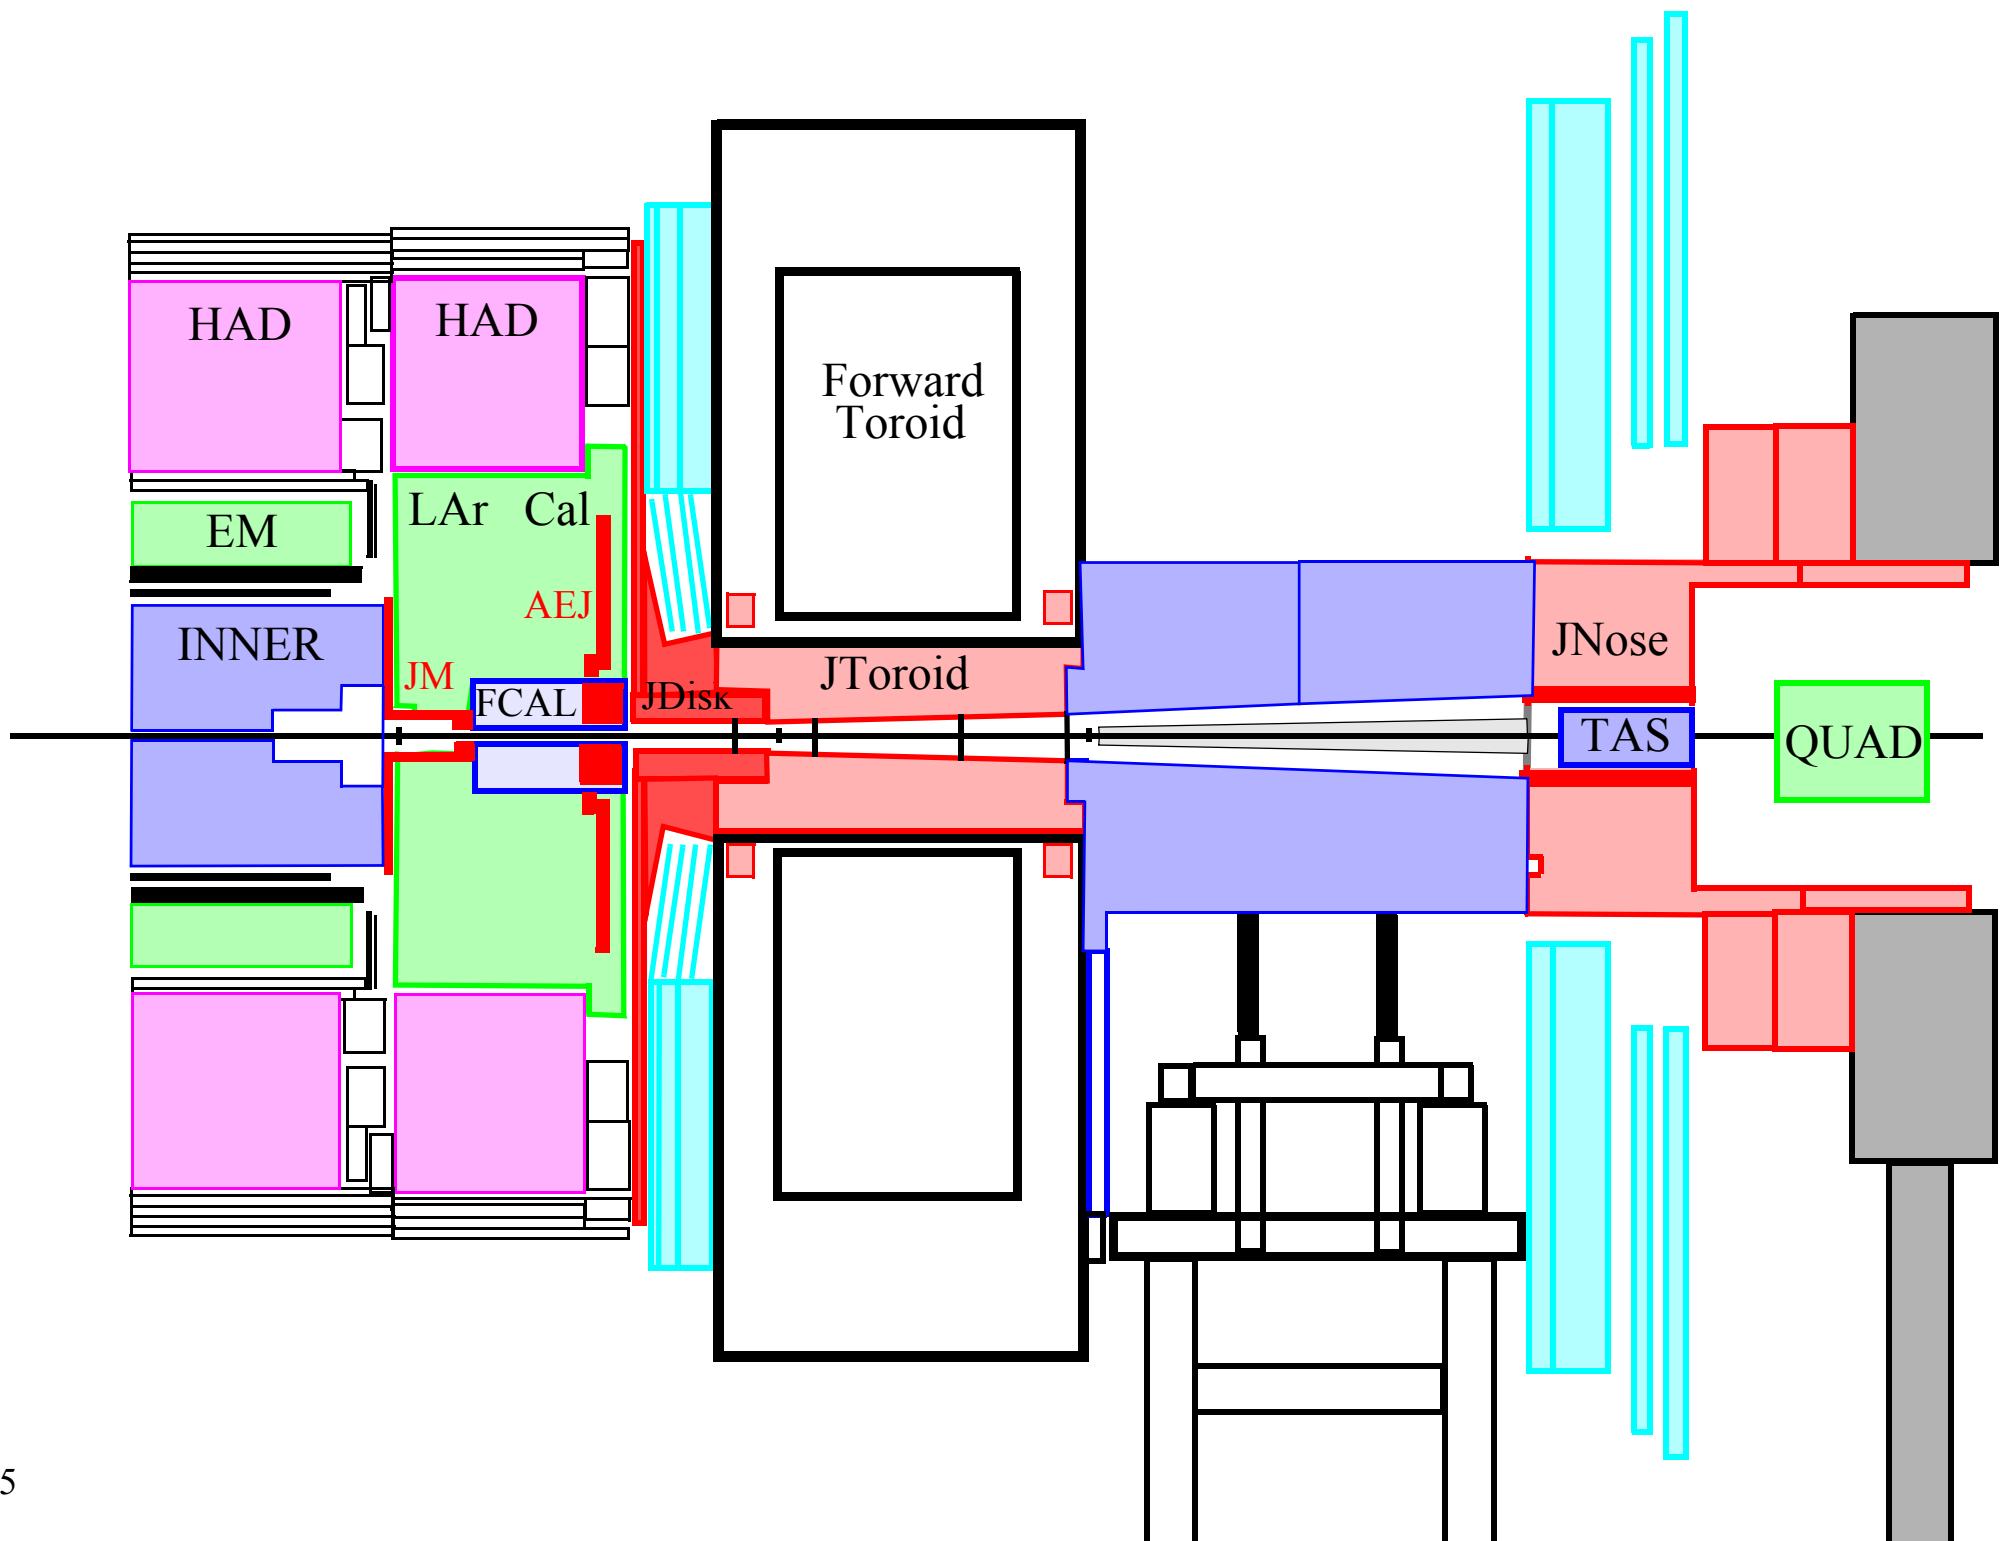 HAD
HAD
Forward
Toroid
LAr Cal
EM
AEJ
INNER
JM
FCAL
JDisk
JToroid
JNose
TAS
QUAD
5